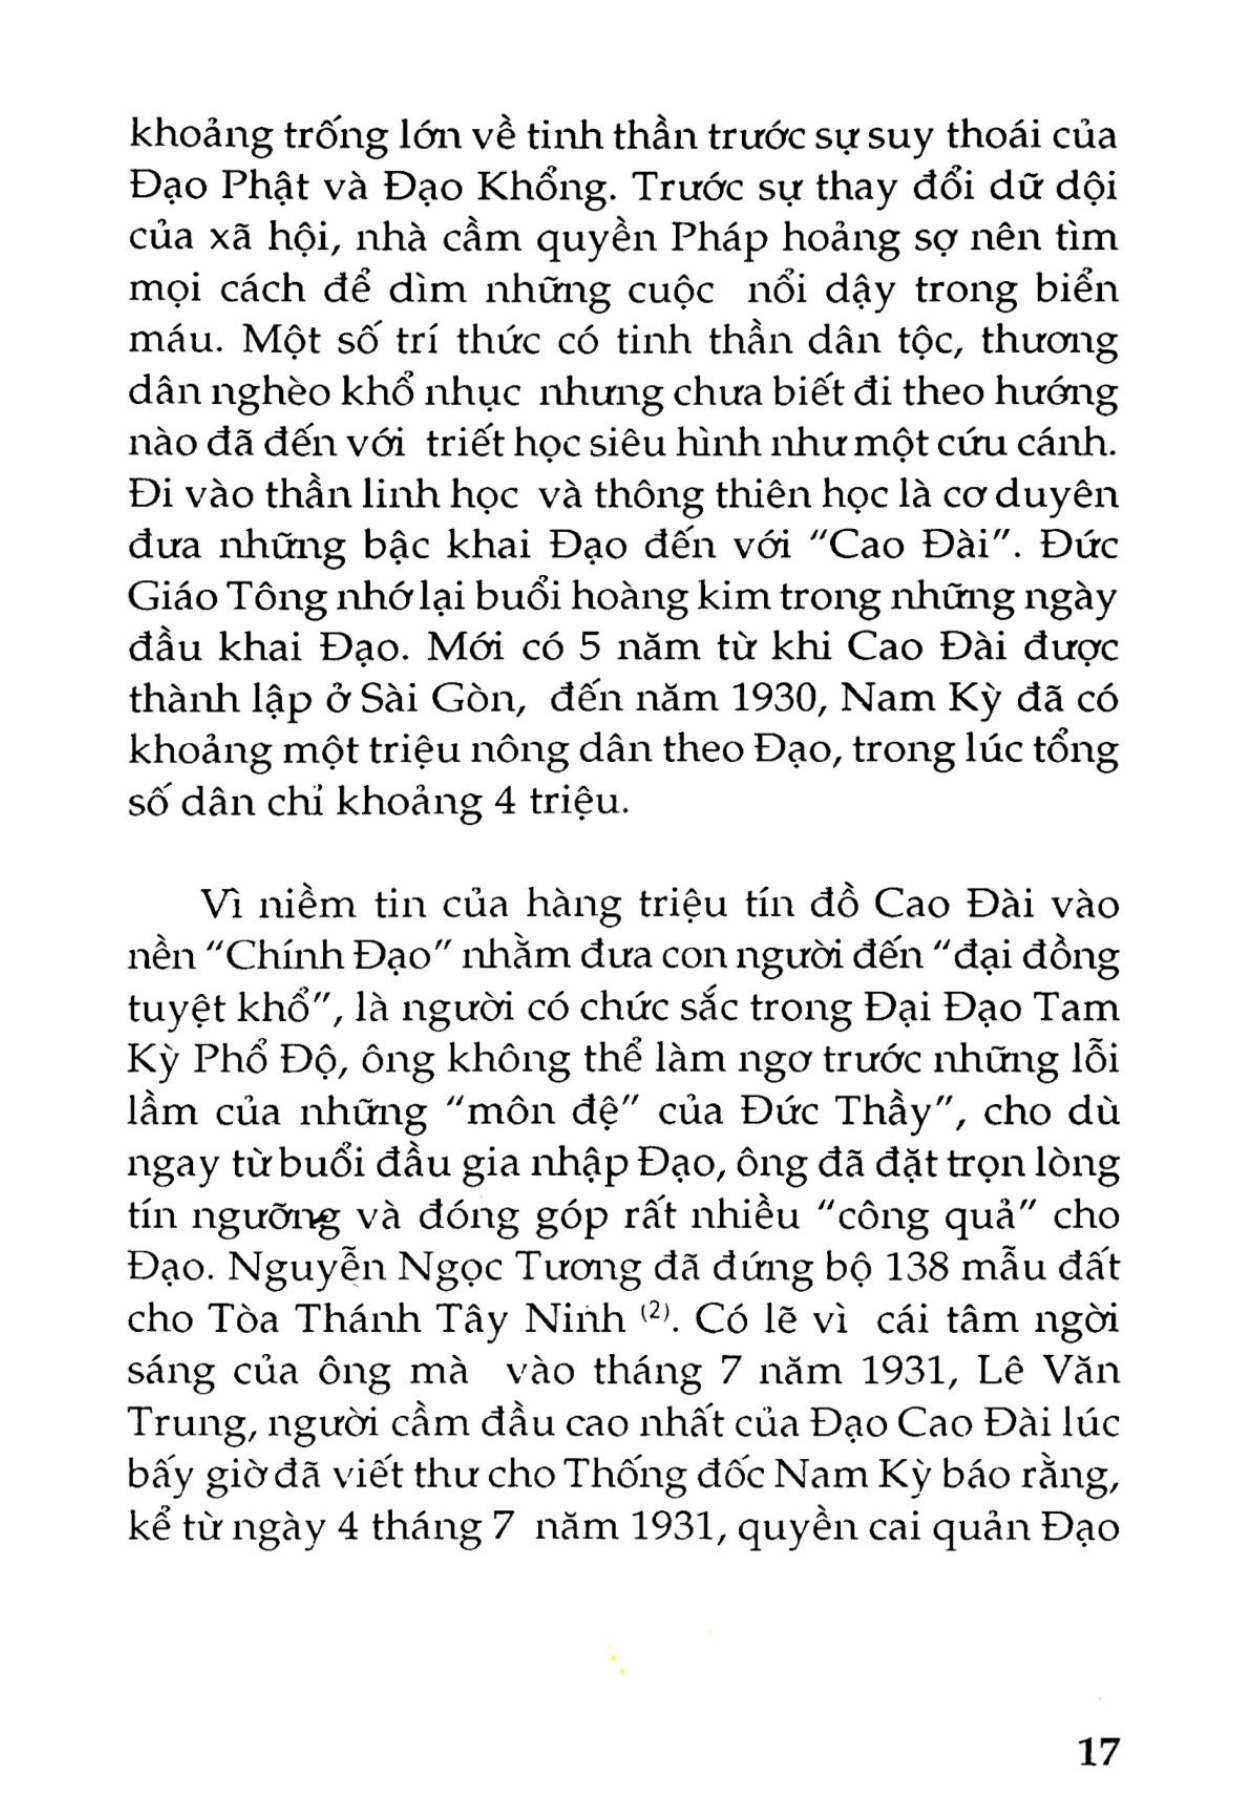 khoảng trống lớn về tinh thần trước sự suy thoái của
Đạo Phật và Đạo Khổng. Trước sự thay đổi dữ dội
của xã hội, nhà cầm quyền Pháp hoảng sợ nên tìm
mọi cách để dìm những cuộc nổi dậy trong biển
máu. Một số trí thức có tinh thần dân tộc, thương
dân nghèo khổ nhục nhưng chưa biết đi theo hướng
nào đã đến với triết học siêu hình như một cứu cánh.
Đi vào thần linh học và thông thiên học là cơ duyên
đưa những bậc khai Đạo đến với "Cao Đài". Đức
Giáo Tông nhớ lại buổi hoàng kim trong những ngày
đầu khai Đạo. Mới có 5 năm từ khi Cao Đài được
thành lập ở Sài Gòn, đến năm 1930, Nam Kỳ đã có
khoảng một triệu nông dân theo Đạo, trong lúc tổng
số dân chỉ khoảng 4 triệu.
Vì niềm tin của hàng triệu tín đồ Cao Đài vào
nền "Chính Đạo" nhằm đưa con người đến "đại đồng
tuyệt khổ", là người có chức sắc trong Đại Đạo Tam
Kỳ Phổ Độ, ông không thể làm ngơ trước những lỗi
lầm của những "môn đệ" của Đức Thầy", cho dù
ngay từ buổi đầu gia nhập Đạo, ông đã đặt trọn lòng
tín ngưỡng và đóng góp rất nhiều "công quả" cho
Đạo. Nguyễn Ngọc Tương đã đứng bộ 138 mẫu đất
cho Tòa Thánh Tây Ninh (2). Có lẽ vì cái tâm ngời
sáng của ông mà vào tháng 7 năm 1931, Lê Văn
Trung, người cầm đầu cao nhất của Đạo Cao Đài lúc
bấy giờ đã viết thư cho Thống đốc Nam Kỳ báo rằng,
kể từ ngày 4 tháng 7 năm 1931, quyền cai quản Đạo
17